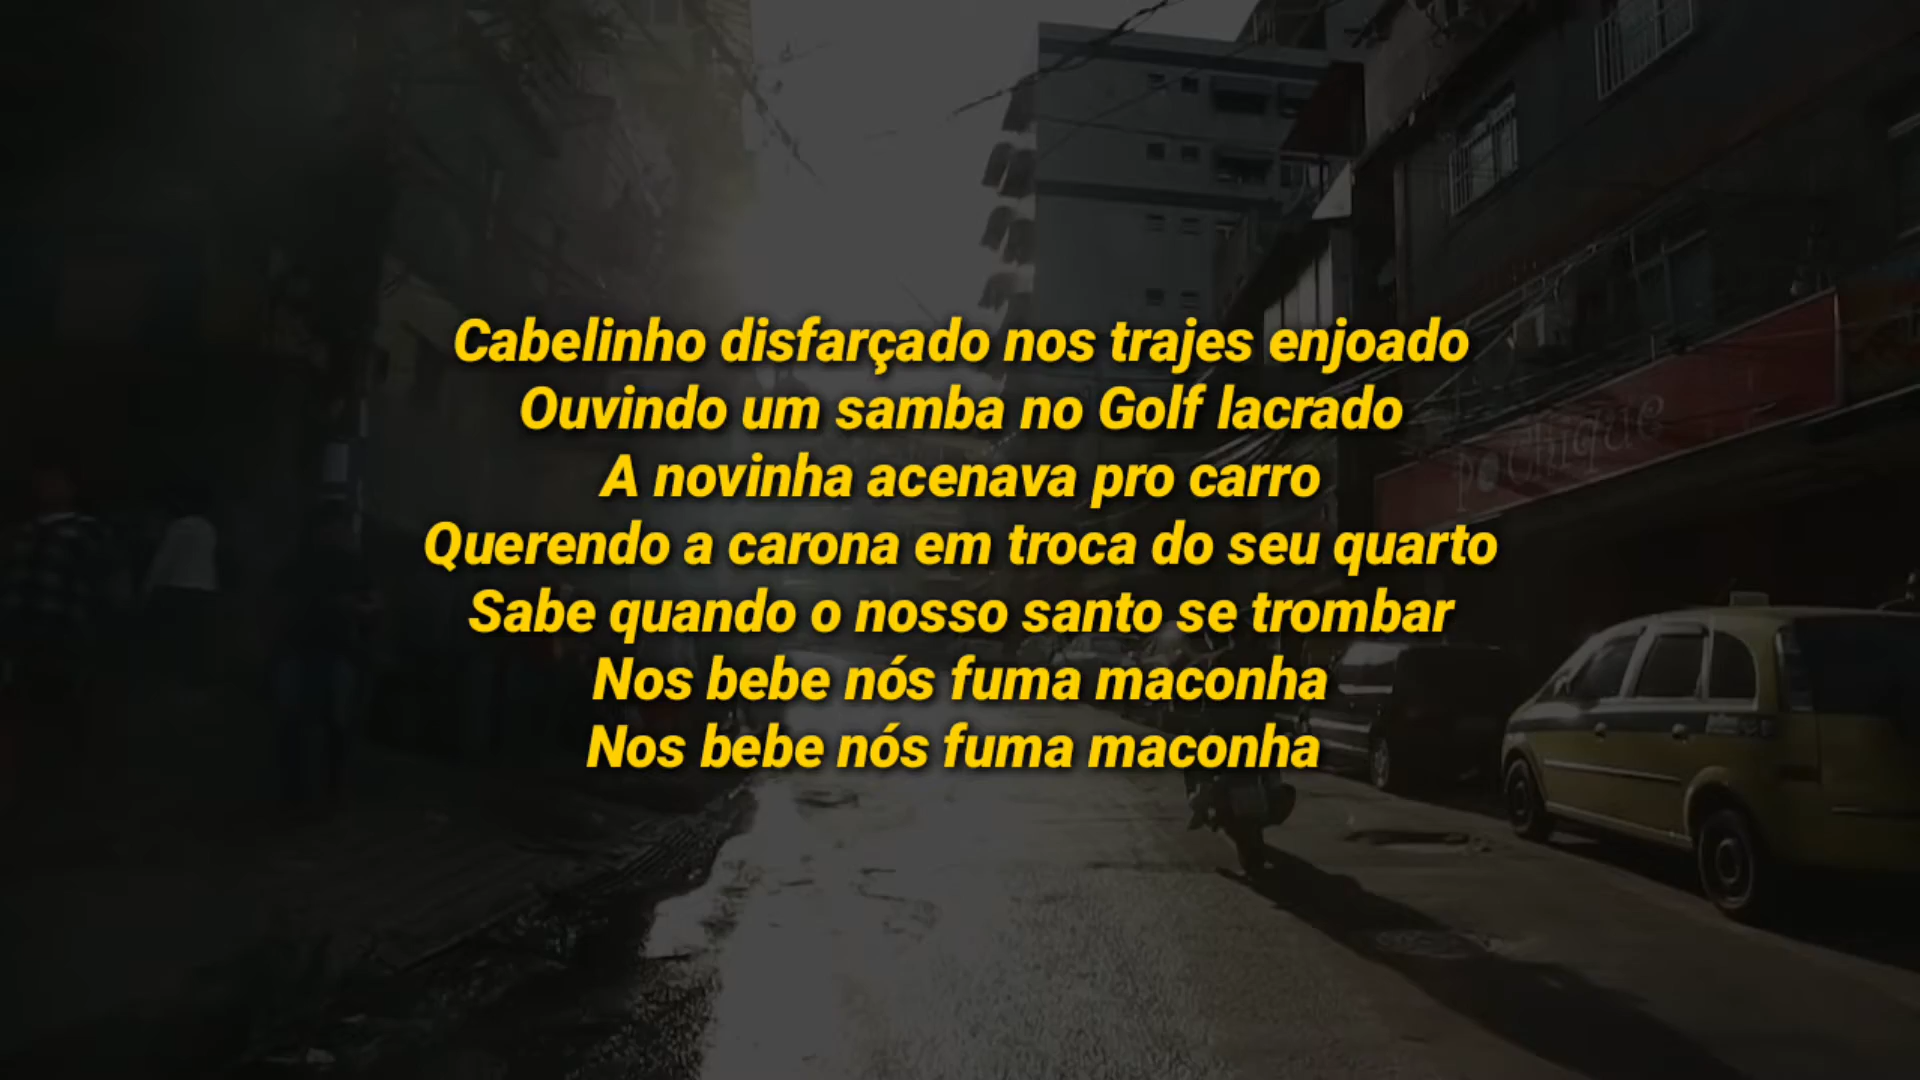 Cabelinho disfarçado nos trajes enjoado
Ouvindo um samba no Golf lacrado
A novinha acenava pro carro
Querendo a carona em troca do seu quarto
Sabe quando o nosso santo se trombar
Nos bebe nós fuma maconha
Nos bebe nós fuma maconha